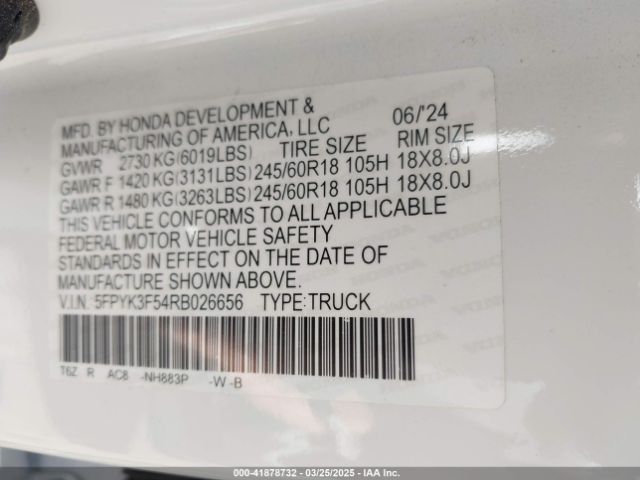 MFD. BY HONDA DEVELOPMENT & 06/'24
MANUFACTURING OF AMERICA, LLC
GVWR 2730 KG(6019LBS) TIRE SIZE RIM SIZE
GAWR F 1420 KG(3131LBS) 245/60R18 105H 18X8.0J
GAWR R 1480 KG(3263LBS) 245/60R18 105H 18X8.0J
THIS VEHICLE CONFORMS TO ALL APPLICABLE
FEDERAL MOTOR VEHICLE SAFETY
STANDARDS IN EFFECT ON THE DATE OF
MANUFACTURE SHOWN ABOVE.
V.I.N.: 5FPYK3F54RB026656 TYPE:TRUCK
T6Z R AC8 -NH883P -W -B
000-41878732 — 03/25/2025 — IAA Inc.